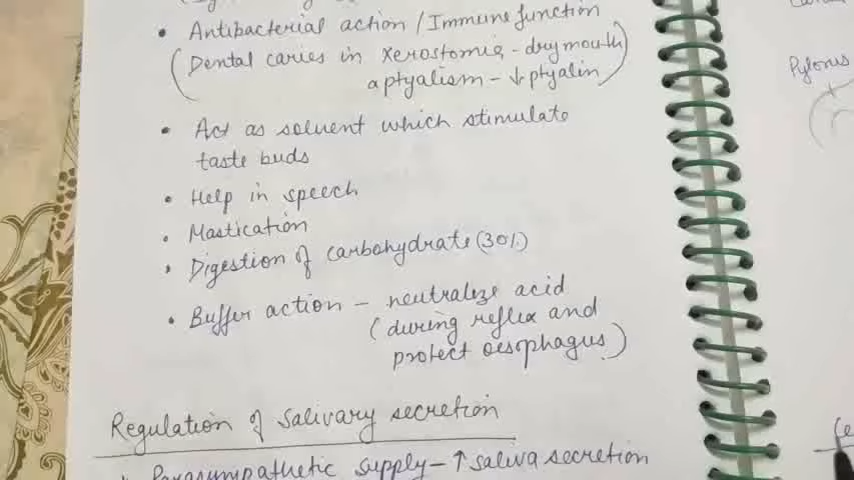 • Antibacterial action / Immune function
(Dental caries in xerostomia - dry mouth
aptyalism - ↓ ptyalin)
• Act as solvent which stimulate
taste buds
• Help in speech
• Mastication
• Digestion of carbohydrate (30%)
• Buffer action - neutralize acid
(during reflux and
protect oesophagus)
Regulation of salivary secretion
Parasympathetic supply - ↑ saliva secretion
Pylorus